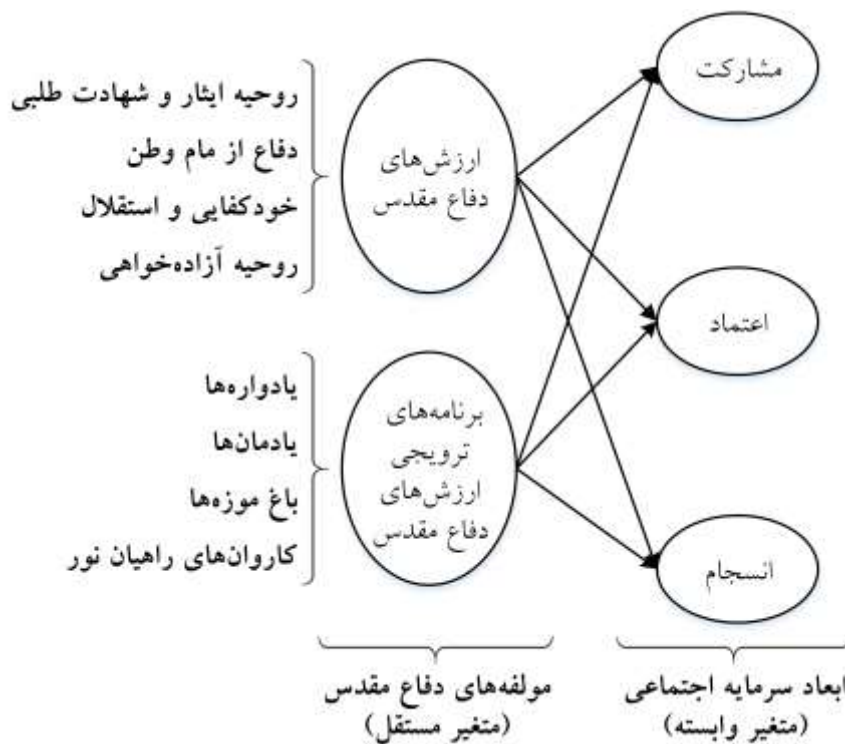 مشارکت
ارزش‌های
دفاع مقدس
روحیه ایثار و شهادت طلبی
دفاع از مام وطن
خودکفایی و استقلال
روحیه آزاده‌خواهی
اعتماد
برنامه‌های
ترویجی
ارزش‌های
دفاع مقدس
یادواره‌ها
یادمان‌ها
باغ موزه‌ها
کاروان‌های راهیان نور
انسجام
ابعاد سرمایه اجتماعی
(متغیر وابسته)
مولفه‌های دفاع مقدس
(متغیر مستقل)